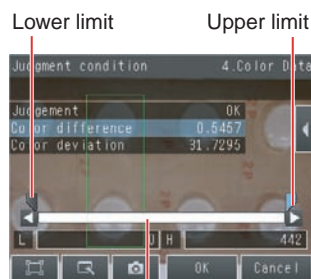 Lower limit Upper limit
Judgment condition 4.Color Data
Judgement OK
Color difference 0.5457
Color deviation 31.7295
L 0 H 442
OK Cancel